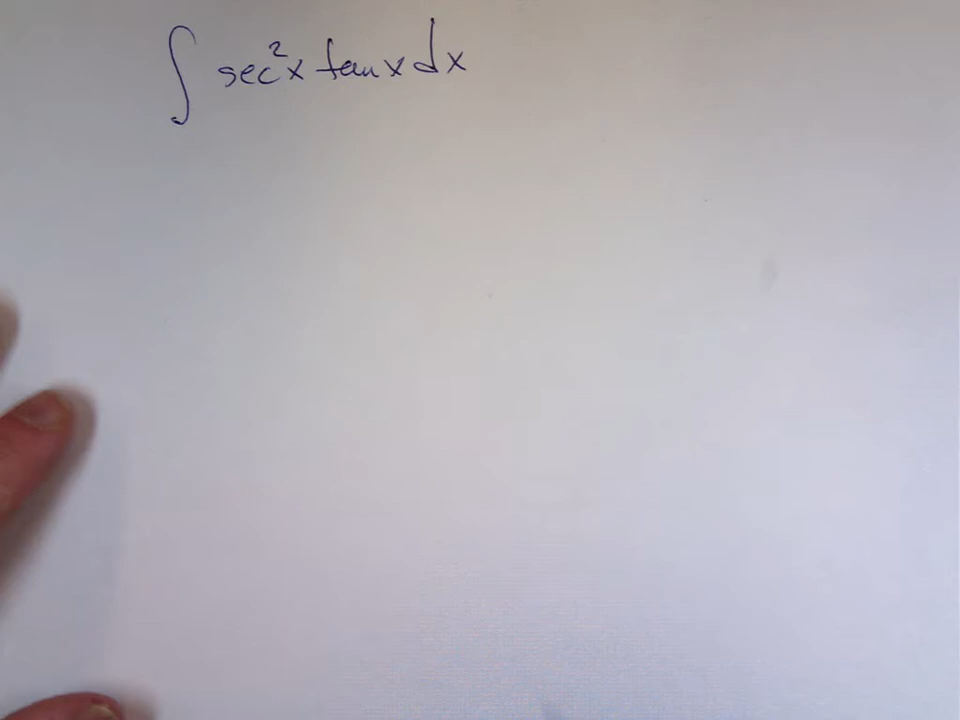 ∫ sec²x tan x dx